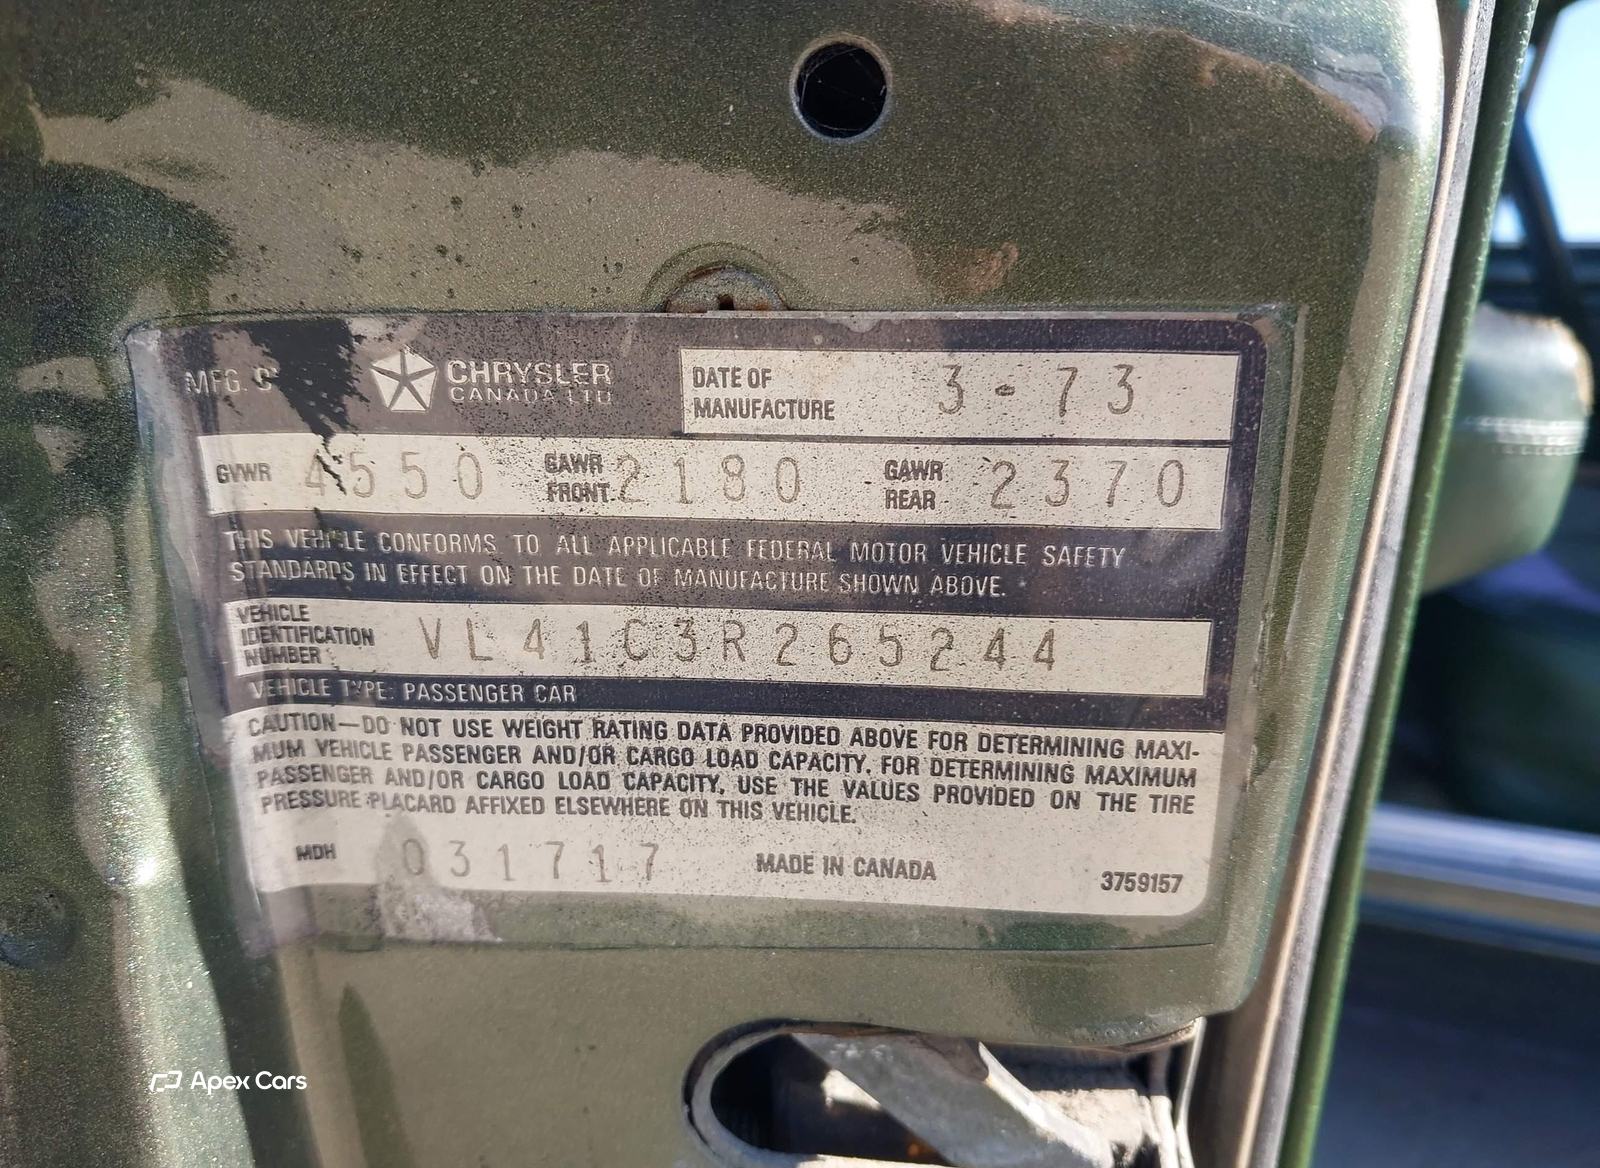 MFG. CHRYSLER
CANADA LTD
DATE OF
MANUFACTURE 3-73
GVWR 4550 GAWR FRONT 2180 GAWR REAR 2370
THIS VEHICLE CONFORMS TO ALL APPLICABLE FEDERAL MOTOR VEHICLE SAFETY
STANDARDS IN EFFECT ON THE DATE OF MANUFACTURE SHOWN ABOVE.
VEHICLE
IDENTIFICATION
NUMBER VL41C3R265244
VEHICLE TYPE: PASSENGER CAR
CAUTION—DO NOT USE WEIGHT RATING DATA PROVIDED ABOVE FOR DETERMINING MAXI-
MUM VEHICLE PASSENGER AND/OR CARGO LOAD CAPACITY. FOR DETERMINING MAXIMUM
PASSENGER AND/OR CARGO LOAD CAPACITY, USE THE VALUES PROVIDED ON THE TIRE
PRESSURE PLACARD AFFIXED ELSEWHERE ON THIS VEHICLE.
MDH 031717 MADE IN CANADA 3759157
Apex Cars